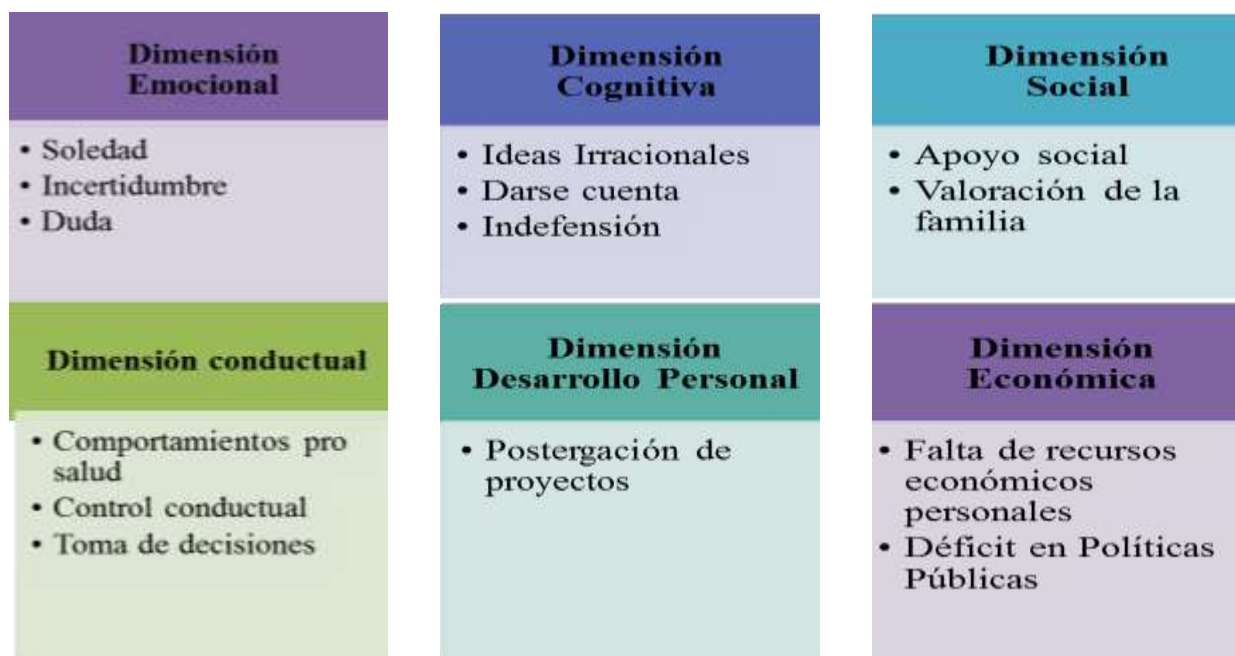 Dimensión
Emocional
• Soledad
• Incertidumbre
• Duda
Dimensión
Cognitiva
• Ideas Irracionales
• Darse cuenta
• Indefensión
Dimensión
Social
• Apoyo social
• Valoración de la
familia
Dimensión conductual
• Comportamientos pro
salud
• Control conductual
• Toma de decisiones
Dimensión
Desarrollo Personal
• Postergación de
proyectos
Dimensión
Económica
• Falta de recursos
económicos
personales
• Déficit en Políticas
Públicas